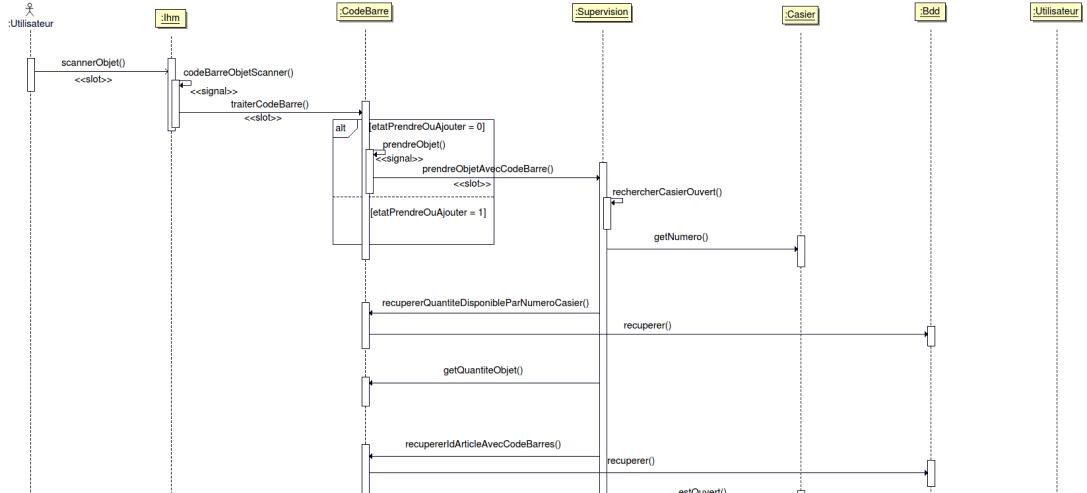 :Utilisateur
:Ihm
:CodeBarre
:Supervision
:Casier
:Bdd
:Utilisateur
scannerObjet()
<<slot>>
codeBarreObjetScanner()
<<signal>>
traiterCodeBarre()
<<slot>>
alt
[etatPrendreOuAjouter = 0]
prendreObjet()
<<signal>>
prendreObjetAvecCodeBarre()
<<slot>>
rechercherCasierOuvert()
[etatPrendreOuAjouter = 1]
getNumero()
recupererQuantiteDisponibleParNumeroCasier()
recuperer()
getQuantiteObjet()
recupererIdArticleAvecCodeBarres()
recuperer()
estOuvert()